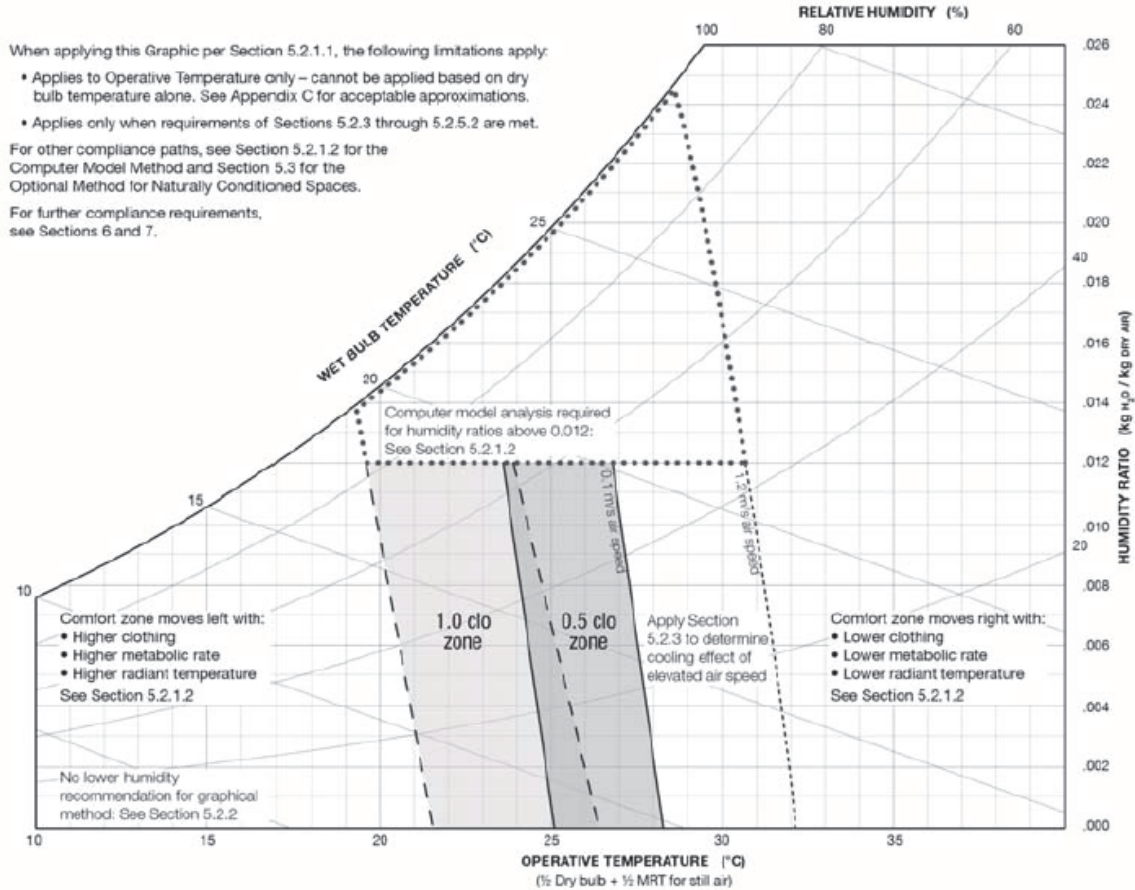 RELATIVE HUMIDITY (%)
100
80
60
When applying this Graphic per Section 5.2.1.1, the following limitations apply:
• Applies to Operative Temperature only – cannot be applied based on dry
bulb temperature alone. See Appendix C for acceptable approximations.
• Applies only when requirements of Sections 5.2.3 through 5.2.5.2 are met.
For other compliance paths, see Section 5.2.1.2 for the
Computer Model Method and Section 5.3 for the
Optional Method for Naturally Conditioned Spaces.
For further compliance requirements,
see Sections 6 and 7.
WET BULB TEMPERATURE (°C)
10
15
20
25
Computer model analysis required
for humidity ratios above 0.012:
See Section 5.2.1.2
0.1 m/s air speed
1.2 m/s air speed
Comfort zone moves left with:
• Higher clothing
• Higher metabolic rate
• Higher radiant temperature
See Section 5.2.1.2
1.0 clo
zone
0.5 clo
zone
Apply Section
5.2.3 to determine
cooling effect of
elevated air speed
Comfort zone moves right with:
• Lower clothing
• Lower metabolic rate
• Lower radiant temperature
See Section 5.2.1.2
No lower humidity
recommendation for graphical
method: See Section 5.2.2
.026
.024
.022
.020
.018
.016
.014
.012
.010
.008
.006
.004
.002
.000
40
20
HUMIDITY RATIO (kg H₂O / kg DRY AIR)
10
15
20
25
30
35
OPERATIVE TEMPERATURE (°C)
(½ Dry bulb + ½ MRT for still air)